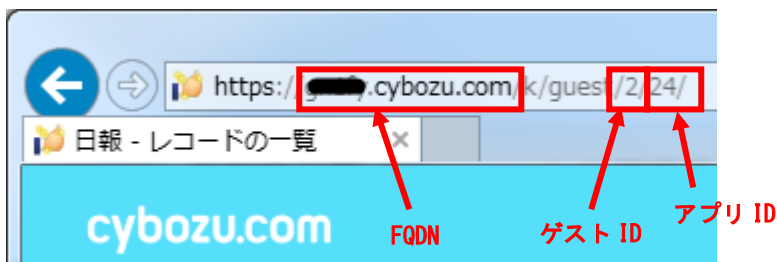 https://.cybozu.com/k/guest/2/24/
日報 - レコードの一覧 ×
cybozu.com
FQDN
ゲスト ID
アプリ ID